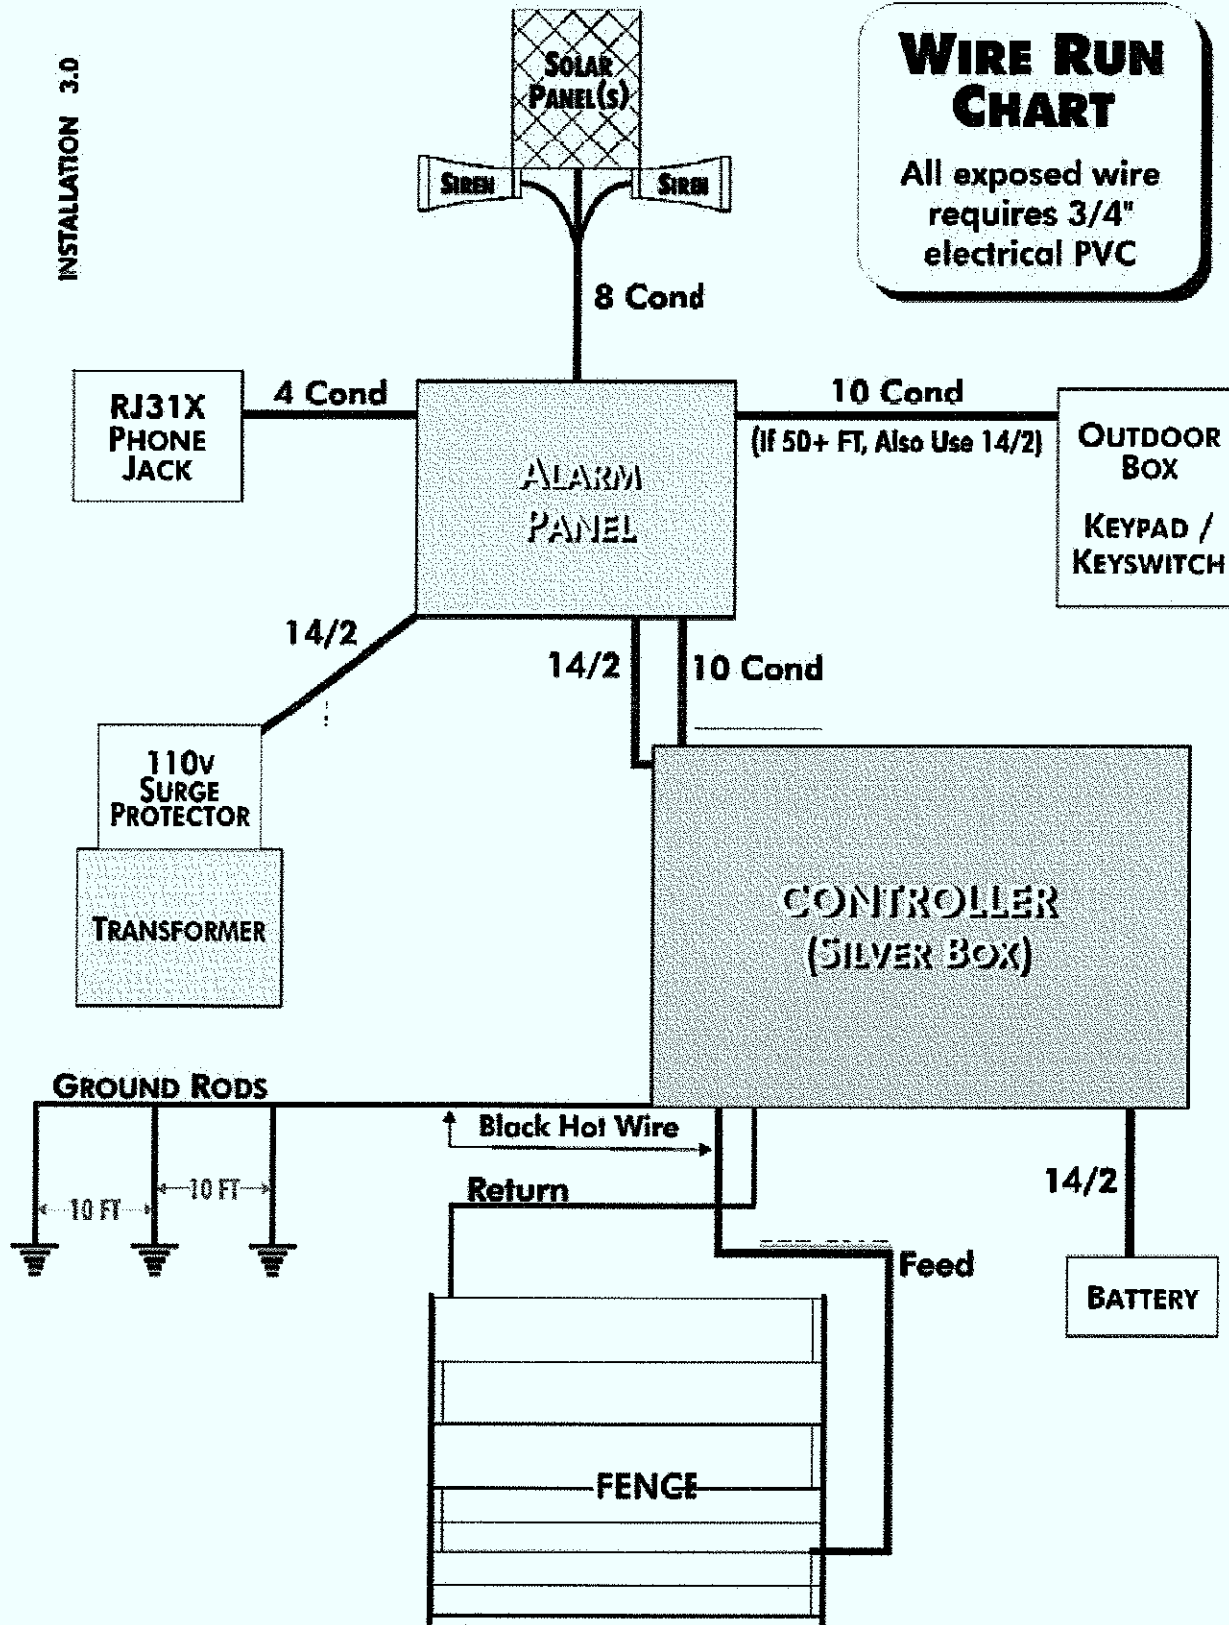 INSTALLATION 3.0
WIRE RUN
CHART
All exposed wire
requires 3/4"
electrical PVC
SOLAR
PANEL(S)
SIREN
SIREN
8 Cond
RJ31X
PHONE
JACK
4 Cond
ALARM
PANEL
10 Cond
(If 50+ FT, Also Use 14/2)
OUTDOOR
BOX
KEYPAD /
KEYSWITCH
14/2
14/2
10 Cond
110V
SURGE
PROTECTOR
TRANSFORMER
CONTROLLER
(SILVER BOX)
GROUND RODS
Black Hot Wire
10 FT
10 FT
Return
Feed
14/2
BATTERY
FENCE